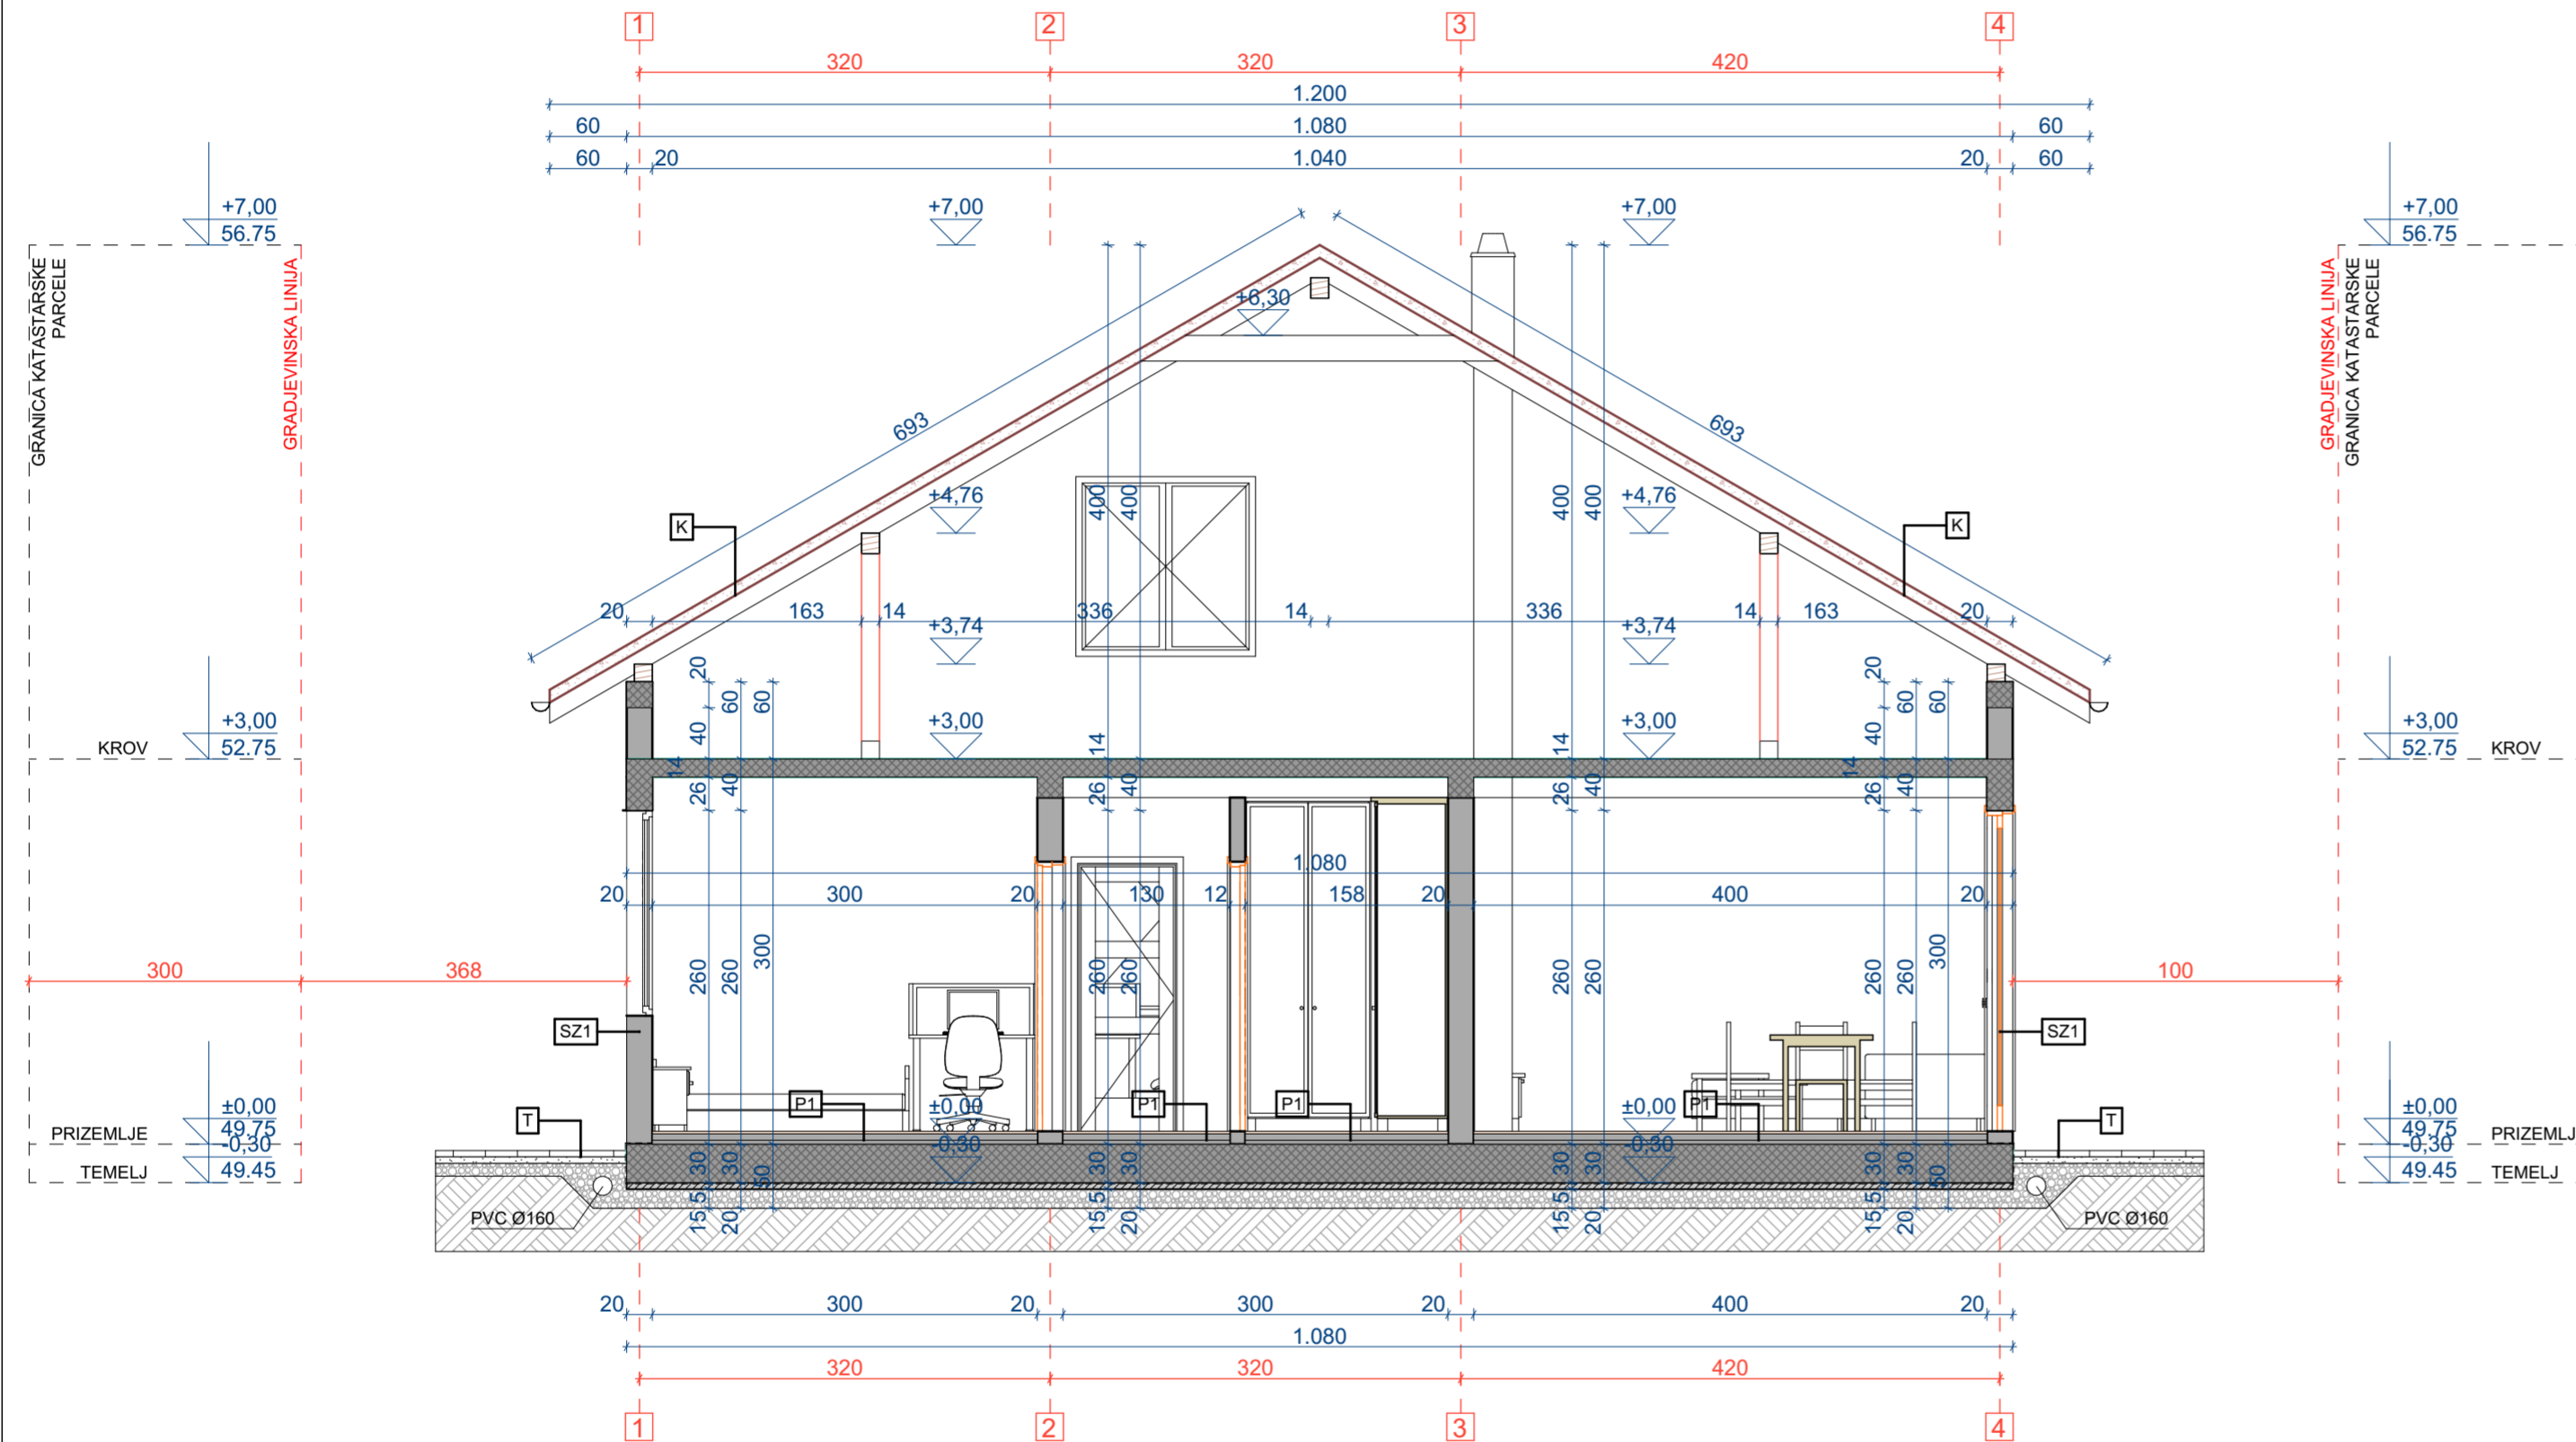 1 2 3 4
320 320 420
1.200
60 1.080 60
60 20 1.040 20 60
+7,00 +7,00 +7,00 +7,00
56.75 56.75
GRANICA KATASTARSKE
PARCELE
GRADJEVINSKA LINIJA
GRADJEVINSKA LINIJA
GRANICA KATASTARSKE
PARCELE
+6,30
693 693
+4,76 +4,76
400 400 400 400
K K
20 163 14 336 14 336 14 163 20
+3,74 +3,74
20 60 60 20 60 60
+3,00 +3,00 +3,00 +3,00
KROV 52.75 52.75 KROV
40 14 14 40
14 26 40 26 40 26 40 14 26 40
1.080
20 300 20 130 12 158 20 400 20
300 368 260 260 300 260 260 260 260 260 260 300 100
SZ1 SZ1
T P1 P1 P1 P1 T
±0,00 ±0,00 ±0,00 ±0,00
PRIZEMLJE 49.75 49.75 PRIZEMLJ
-0,30 -0,30 -0,30 -0,30
TEMELJ 49.45 49.45 TEMELJ
30 30 50 30 30 30 30 30 30 50
15 5 20 15 5 20 15 5 20 15 5 20
PVC Ø160 PVC Ø160
20 300 20 300 20 400 20
1.080
320 320 420
1 2 3 4